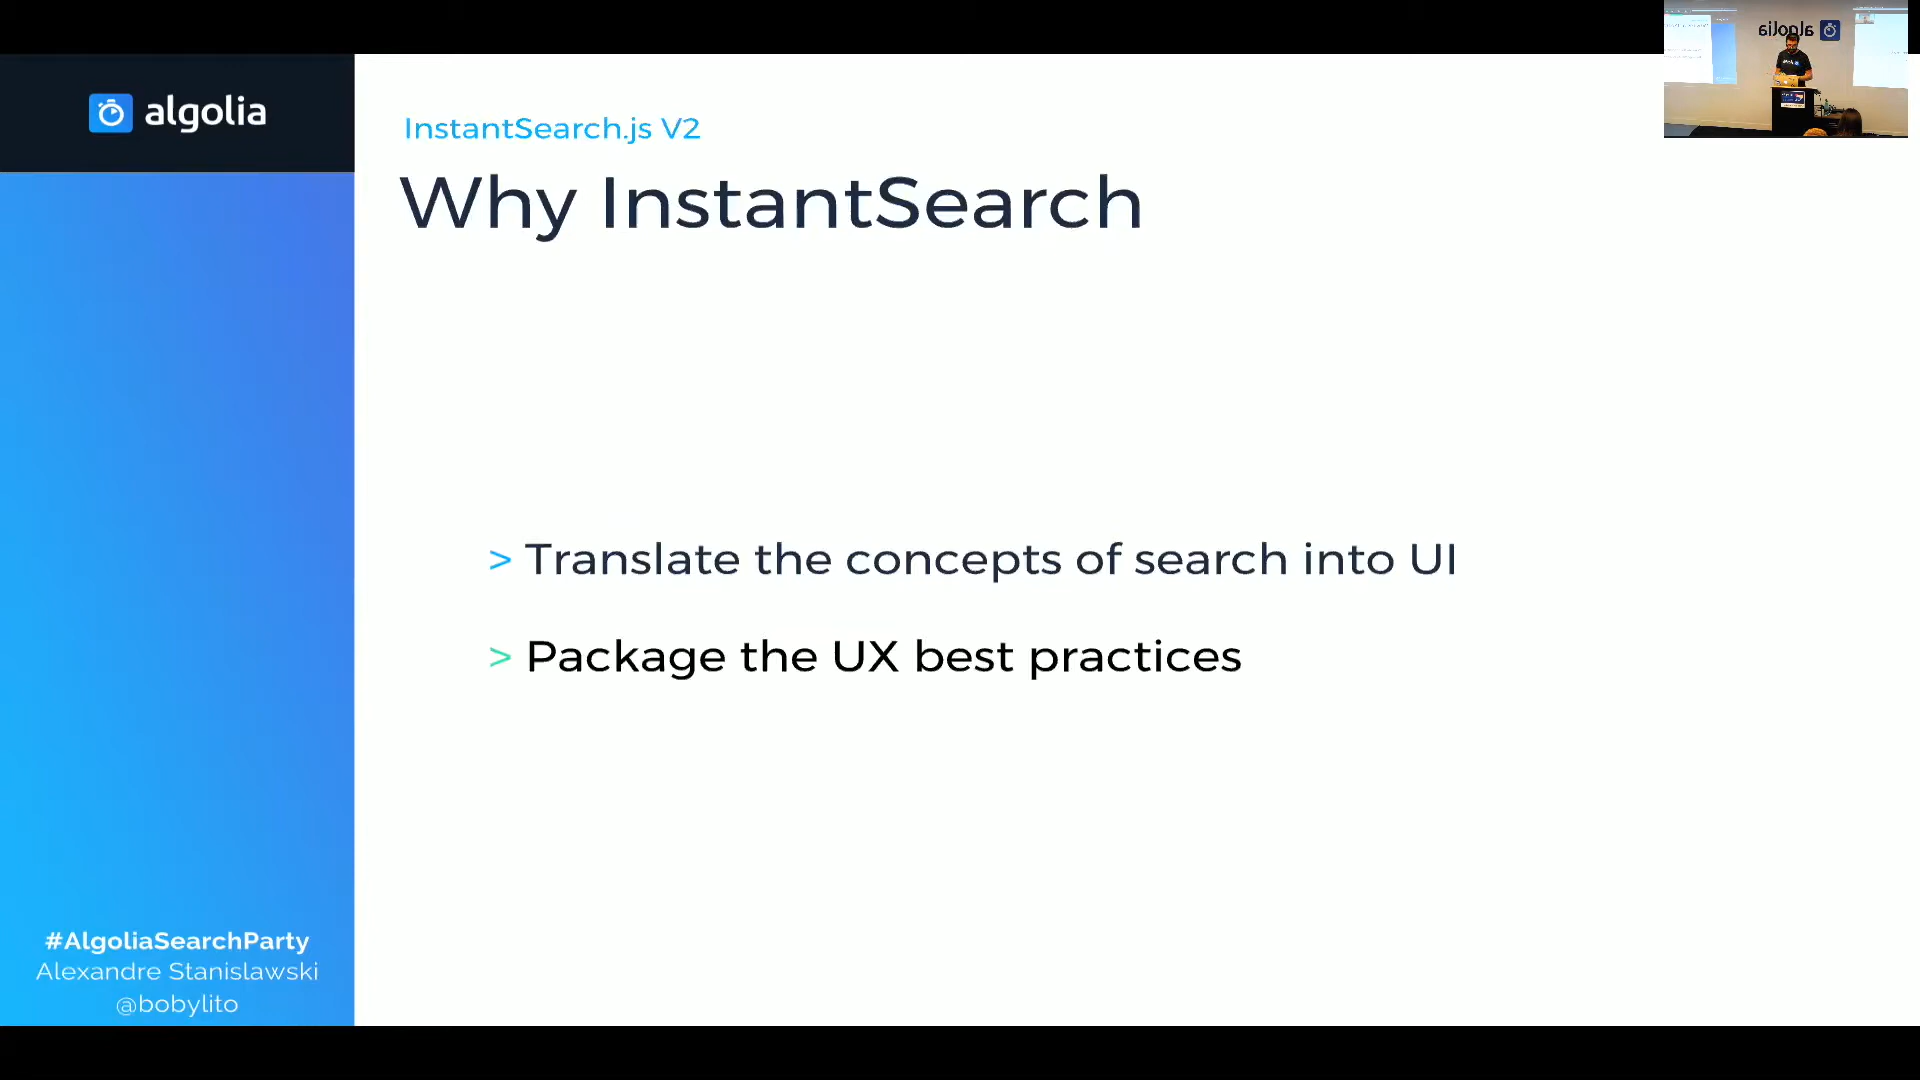 algolia
InstantSearch.js V2
Why InstantSearch
> Translate the concepts of search into UI
> Package the UX best practices
#AlgoliaSearchParty
Alexandre Stanislawski
@bobylito
algolia